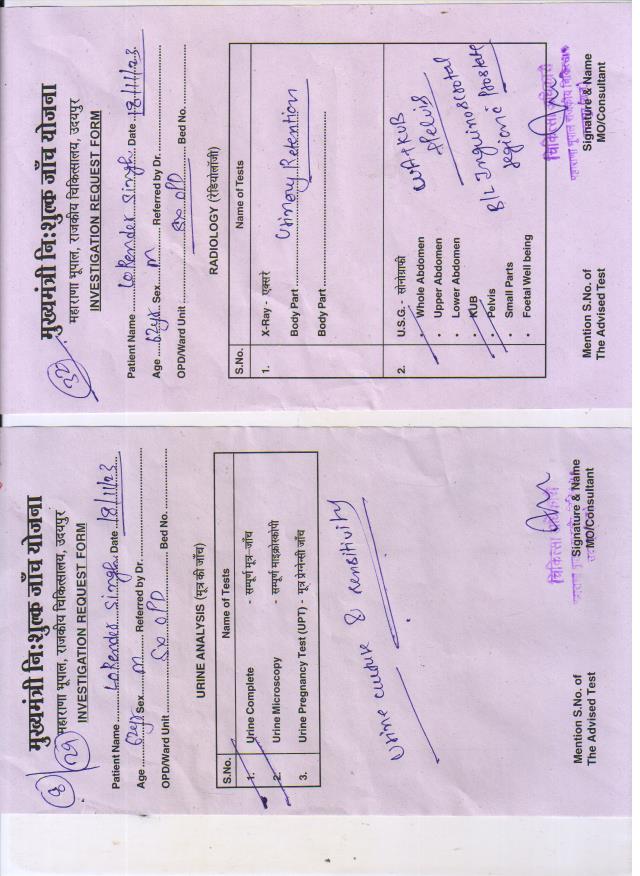 मुख्यमंत्री नि:शुल्क जाँच योजना
महाराणा भूपाल, राजकीय चिकित्सालय, उदयपुर
INVESTIGATION REQUEST FORM
Patient Name Lokender Singh Date 18/11/23
Age 62yr Sex M Referred by Dr.
OPD/Ward Unit Sx OPD Bed No.
URINE ANALYSIS (मूत्र की जाँच)
S.No. Name of Tests
1. Urine Complete - सम्पूर्ण मूत्र-जाँच
2. Urine Microscopy - सम्पूर्ण माइक्रोस्कोपी
3. Urine Pregnancy Test (UPT) - मूत्र प्रेग्नेन्सी जाँच
Urine culture & sensitivity
Mention S.No. of
The Advised Test
Signature & Name
MO/Consultant
मुख्यमंत्री नि:शुल्क जाँच योजना
महाराणा भूपाल, राजकीय चिकित्सालय, उदयपुर
INVESTIGATION REQUEST FORM
Patient Name Lokender Singh Date 18/11/23
Age 62yr Sex M Referred by Dr.
OPD/Ward Unit Sx OPD Bed No.
RADIOLOGY (रेडियोलॉजी)
S.No. Name of Tests
1. X-Ray - एक्सरे
Body Part Urinary Retention
Body Part
2. U.S.G. - सोनोग्राफी
• Whole Abdomen
• Upper Abdomen
• Lower Abdomen
• KUB
• Pelvis
• Small Parts
• Foetal Well being
WA+KUB
Pelvis
B/L Inguinoscrotal
region c Prostate
Mention S.No. of
The Advised Test
चिकित्सा अधिकारी
महाराणा भूपाल राजकीय चिकित्सालय
Signature & Name
MO/Consultant